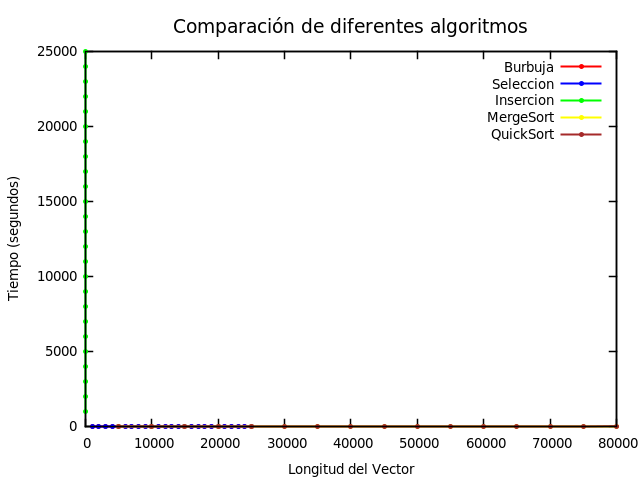 Comparación de diferentes algoritmos
25000
20000
15000
10000
5000
0
Tiempo (segundos)
Burbuja
Seleccion
Insercion
MergeSort
QuickSort
0 10000 20000 30000 40000 50000 60000 70000 80000
Longitud del Vector